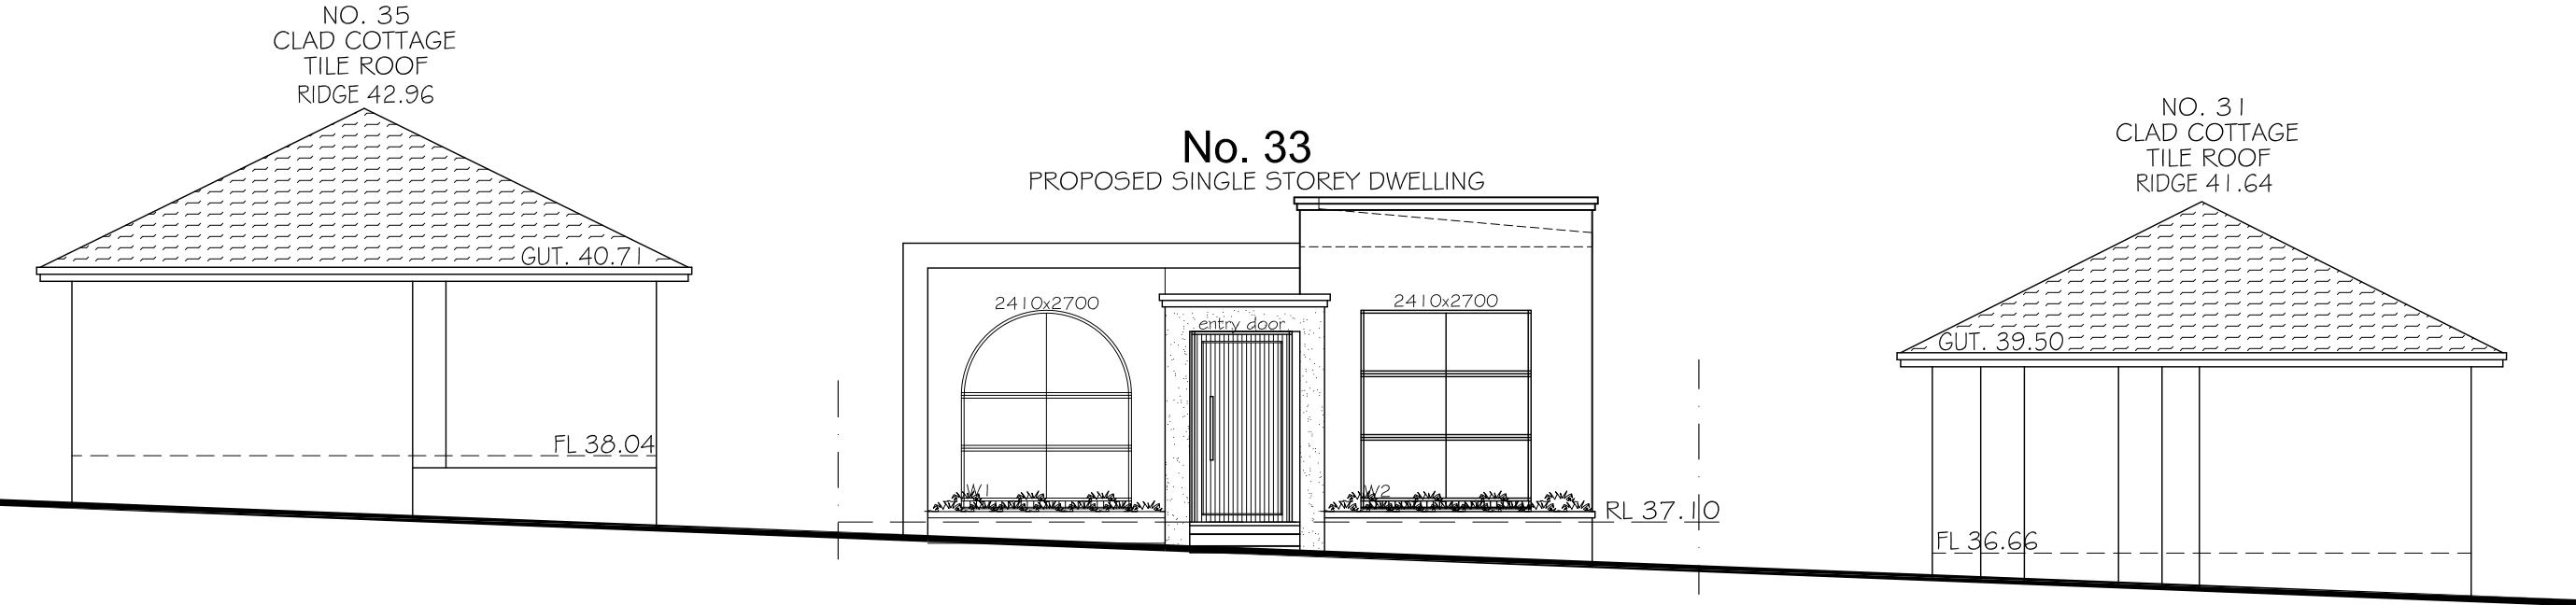 NO. 35
CLAD COTTAGE
TILE ROOF
RIDGE 42.96
GUT. 40.71
FL 38.04
No. 33
PROPOSED SINGLE STOREY DWELLING
2410x2700
entry door
2410x2700
W1
W2
RL 37.10
NO. 31
CLAD COTTAGE
TILE ROOF
RIDGE 41.64
GUT. 39.50
FL 36.66